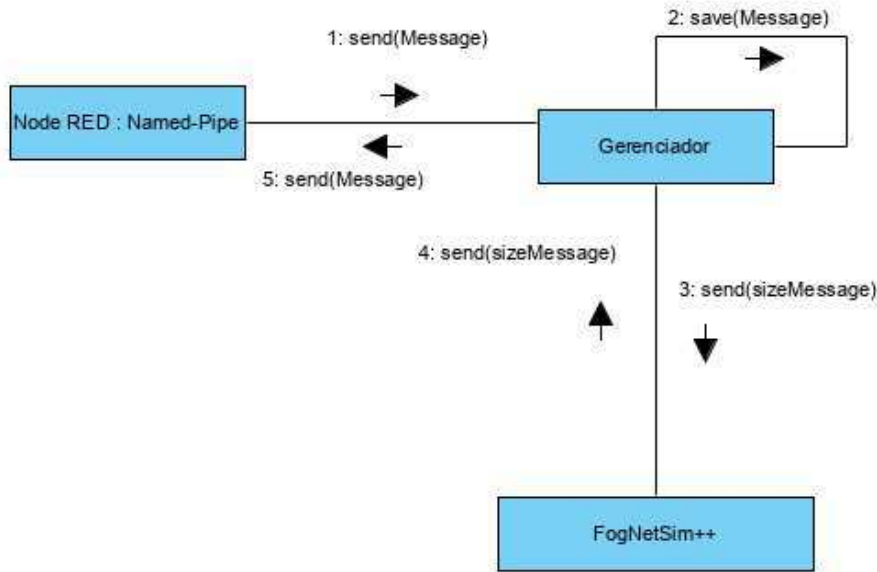 2: save(Message)
1: send(Message)
Node RED : Named-Pipe
Gerenciador
5: send(Message)
4: send(sizeMessage)
3: send(sizeMessage)
FogNetSim++